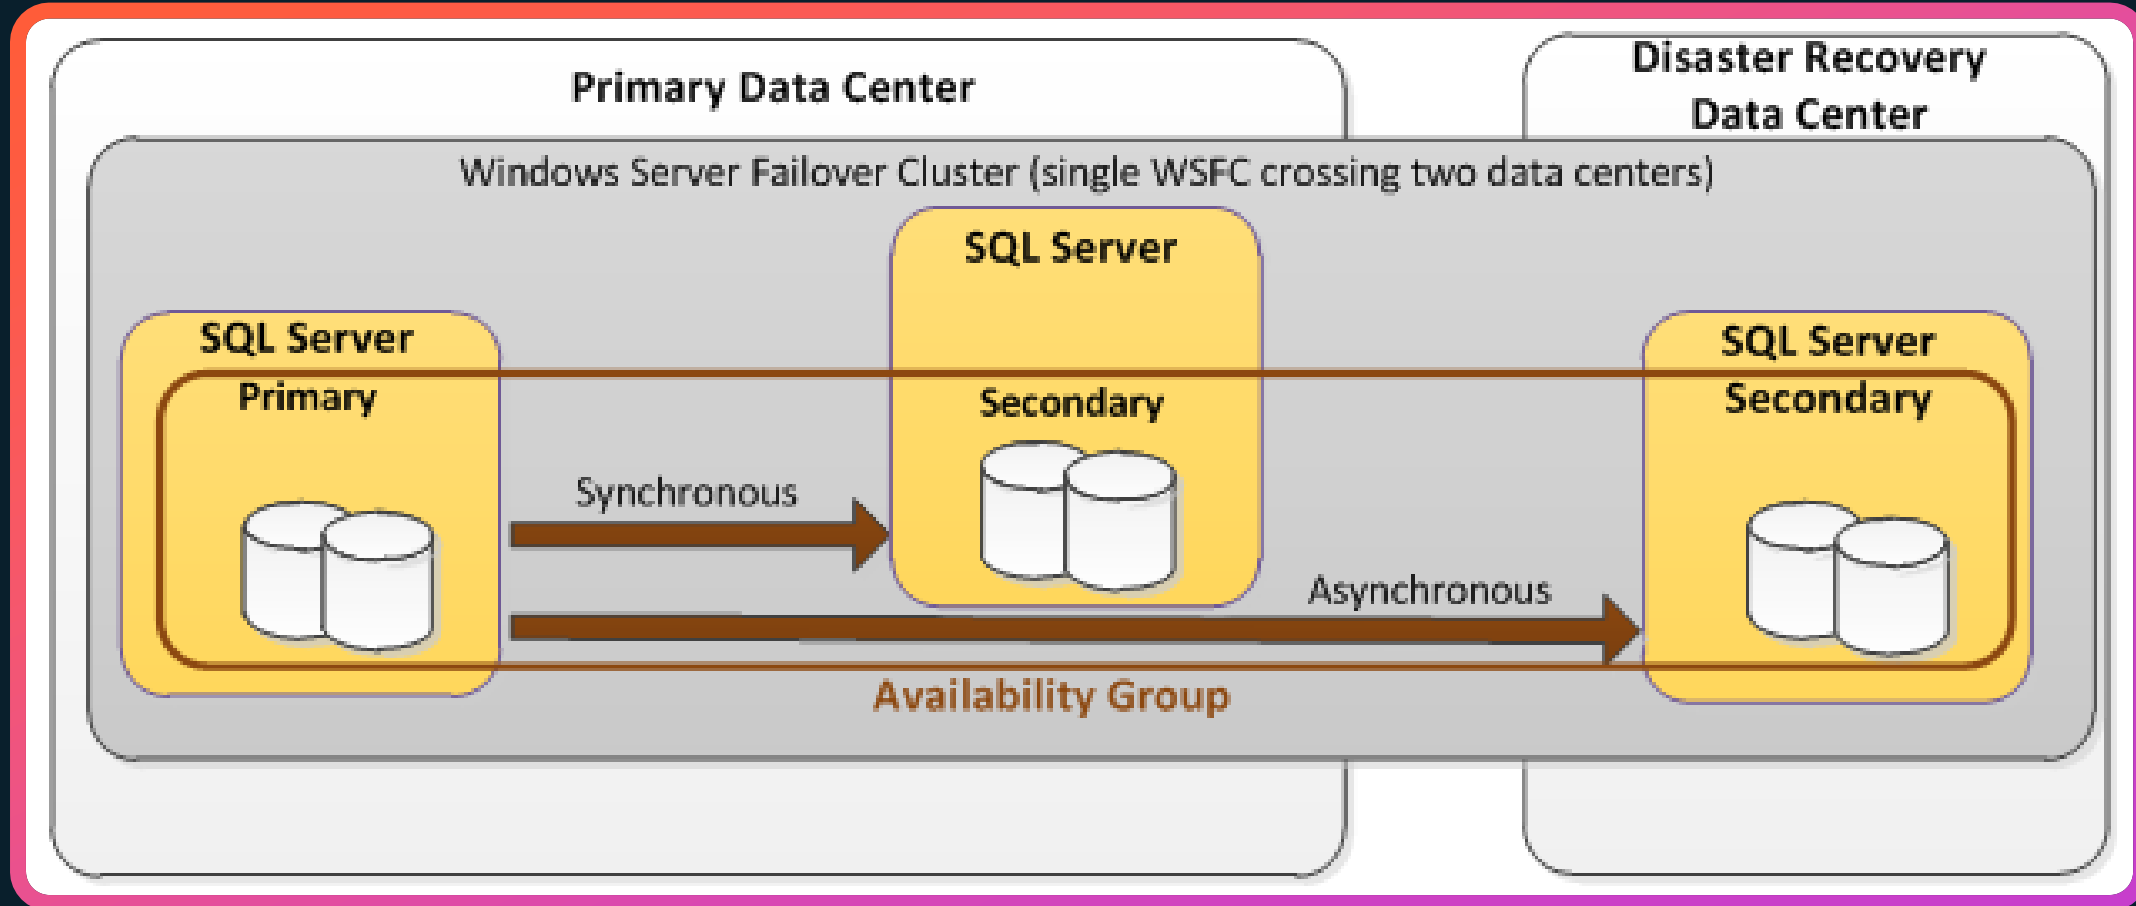 Primary Data Center
Disaster Recovery
Data Center
Windows Server Failover Cluster (single WSFC crossing two data centers)
SQL Server
Primary
SQL Server
Secondary
SQL Server
Secondary
Synchronous
Asynchronous
Availability Group